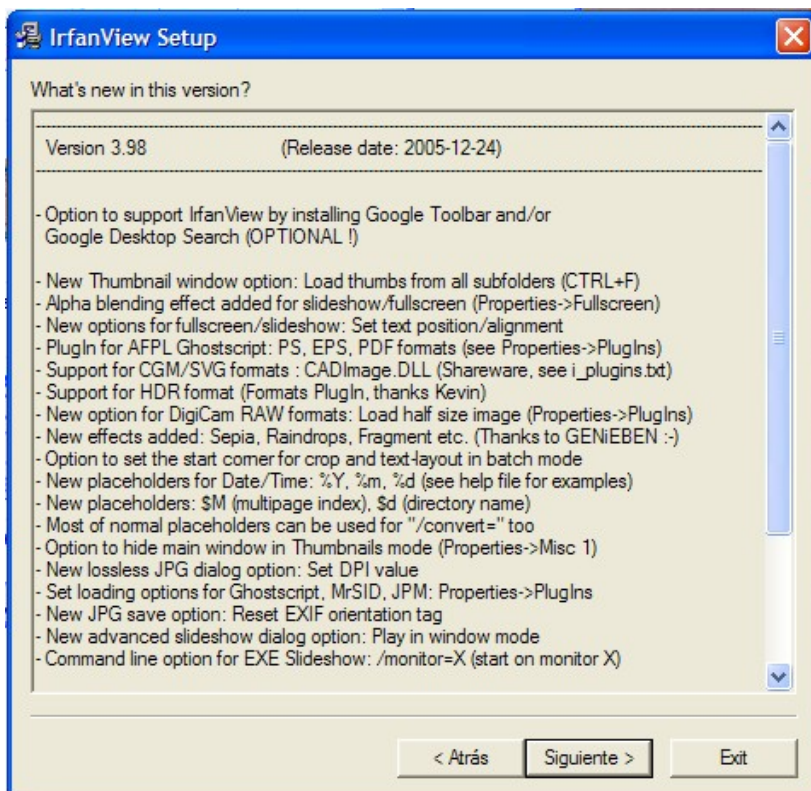 IrfanView Setup
What's new in this version?
Version 3.98 (Release date: 2005-12-24)
- Option to support IrfanView by installing Google Toolbar and/or
Google Desktop Search (OPTIONAL !)
- New Thumbnail window option: Load thumbs from all subfolders (CTRL+F)
- Alpha blending effect added for slideshow/fullscreen (Properties->Fullscreen)
- New options for fullscreen/slideshow: Set text position/alignment
- PlugIn for AFPL Ghostscript: PS, EPS, PDF formats (see Properties->PlugIns)
- Support for CGM/SVG formats : CADImage.DLL (Shareware, see i_plugins.txt)
- Support for HDR format (Formats PlugIn, thanks Kevin)
- New option for DigiCam RAW formats: Load half size image (Properties->PlugIns)
- New effects added: Sepia, Raindrops, Fragment etc. (Thanks to GENiEBEN :-)
- Option to set the start corner for crop and text-layout in batch mode
- New placeholders for Date/Time: %Y, %m, %d (see help file for examples)
- New placeholders: $M (multipage index), $d (directory name)
- Most of normal placeholders can be used for "/convert=" too
- Option to hide main window in Thumbnails mode (Properties->Misc 1)
- New lossless JPG dialog option: Set DPI value
- Set loading options for Ghostscript, MrSID, JPM: Properties->PlugIns
- New JPG save option: Reset EXIF orientation tag
- New advanced slideshow dialog option: Play in window mode
- Command line option for EXE Slideshow: /monitor=X (start on monitor X)
< Atrás Siguiente > Exit